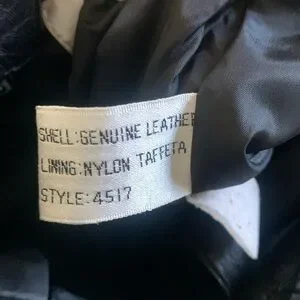 SHELL:GENUINE LEATHER
LINING:NYLON TAFFETA
STYLE:4517